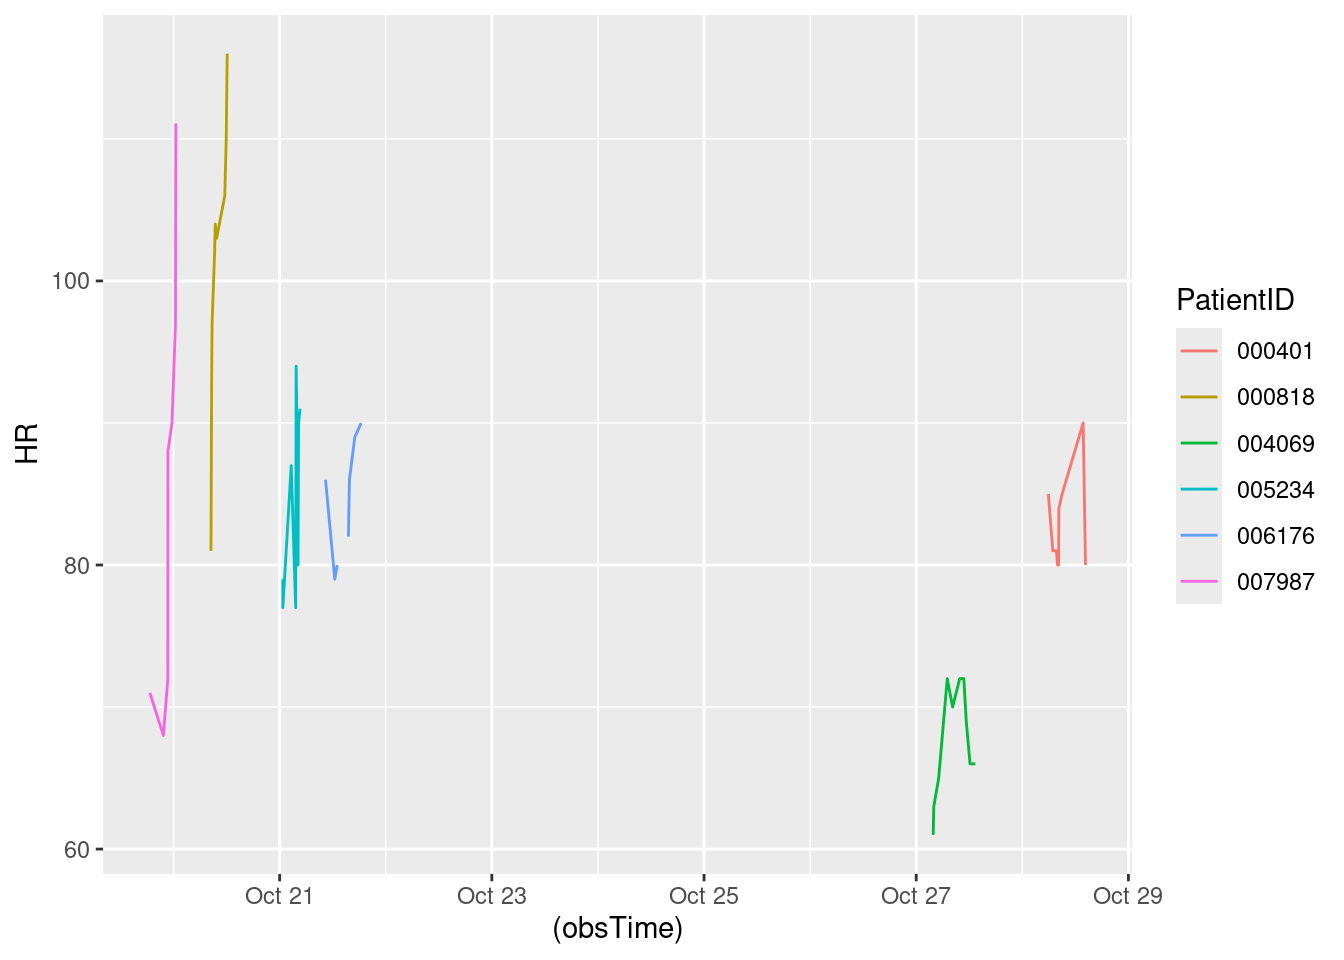 HR
100
80
60
Oct 21
Oct 23
Oct 25
Oct 27
Oct 29
(obsTime)
PatientID
000401
000818
004069
005234
006176
007987